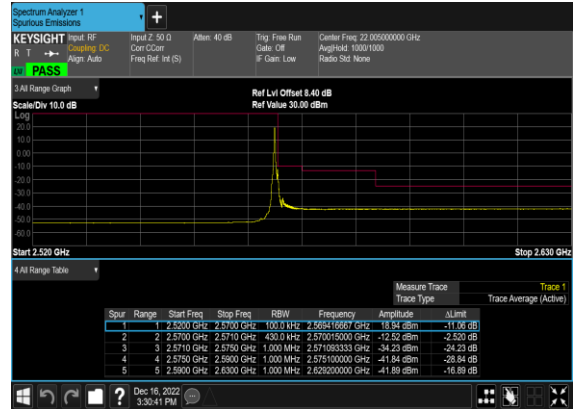 Spectrum Analyzer 1
Spurious Emissions
KEYSIGHT
R T
LXI PASS
Input: RF
Coupling: DC
Align: Auto
Input Z: 50 Ω
Corr CCorr
Freq Ref: Int (S)
Atten: 40 dB
Trig: Free Run
Gate: Off
IF Gain: Low
Center Freq: 22.005000000 GHz
Avg|Hold: 1000/1000
Radio Std: None
3 All Range Graph
Scale/Div 10.0 dB
Ref Lvl Offset 8.40 dB
Ref Value 30.00 dBm
Log
20.0
10.0
0.00
-10.0
-20.0
-30.0
-40.0
-50.0
-60.0
Start 2.520 GHz
Stop 2.630 GHz
4 All Range Table
Measure Trace Trace 1
Trace Type Trace Average (Active)
Spur Range Start Freq Stop Freq RBW Frequency Amplitude ΔLimit
1 1 2.5200 GHz 2.5700 GHz 100.0 kHz 2.569416667 GHz 18.94 dBm -11.06 dB
2 2 2.5700 GHz 2.5710 GHz 430.0 kHz 2.570015000 GHz -12.52 dBm -2.520 dB
3 3 2.5710 GHz 2.5750 GHz 1.000 MHz 2.571093333 GHz -34.23 dBm -24.23 dB
4 4 2.5750 GHz 2.5900 GHz 1.000 MHz 2.575100000 GHz -41.84 dBm -28.84 dB
5 5 2.5900 GHz 2.6300 GHz 1.000 MHz 2.629200000 GHz -41.89 dBm -16.89 dB
?
Dec 16, 2022
3:30:41 PM